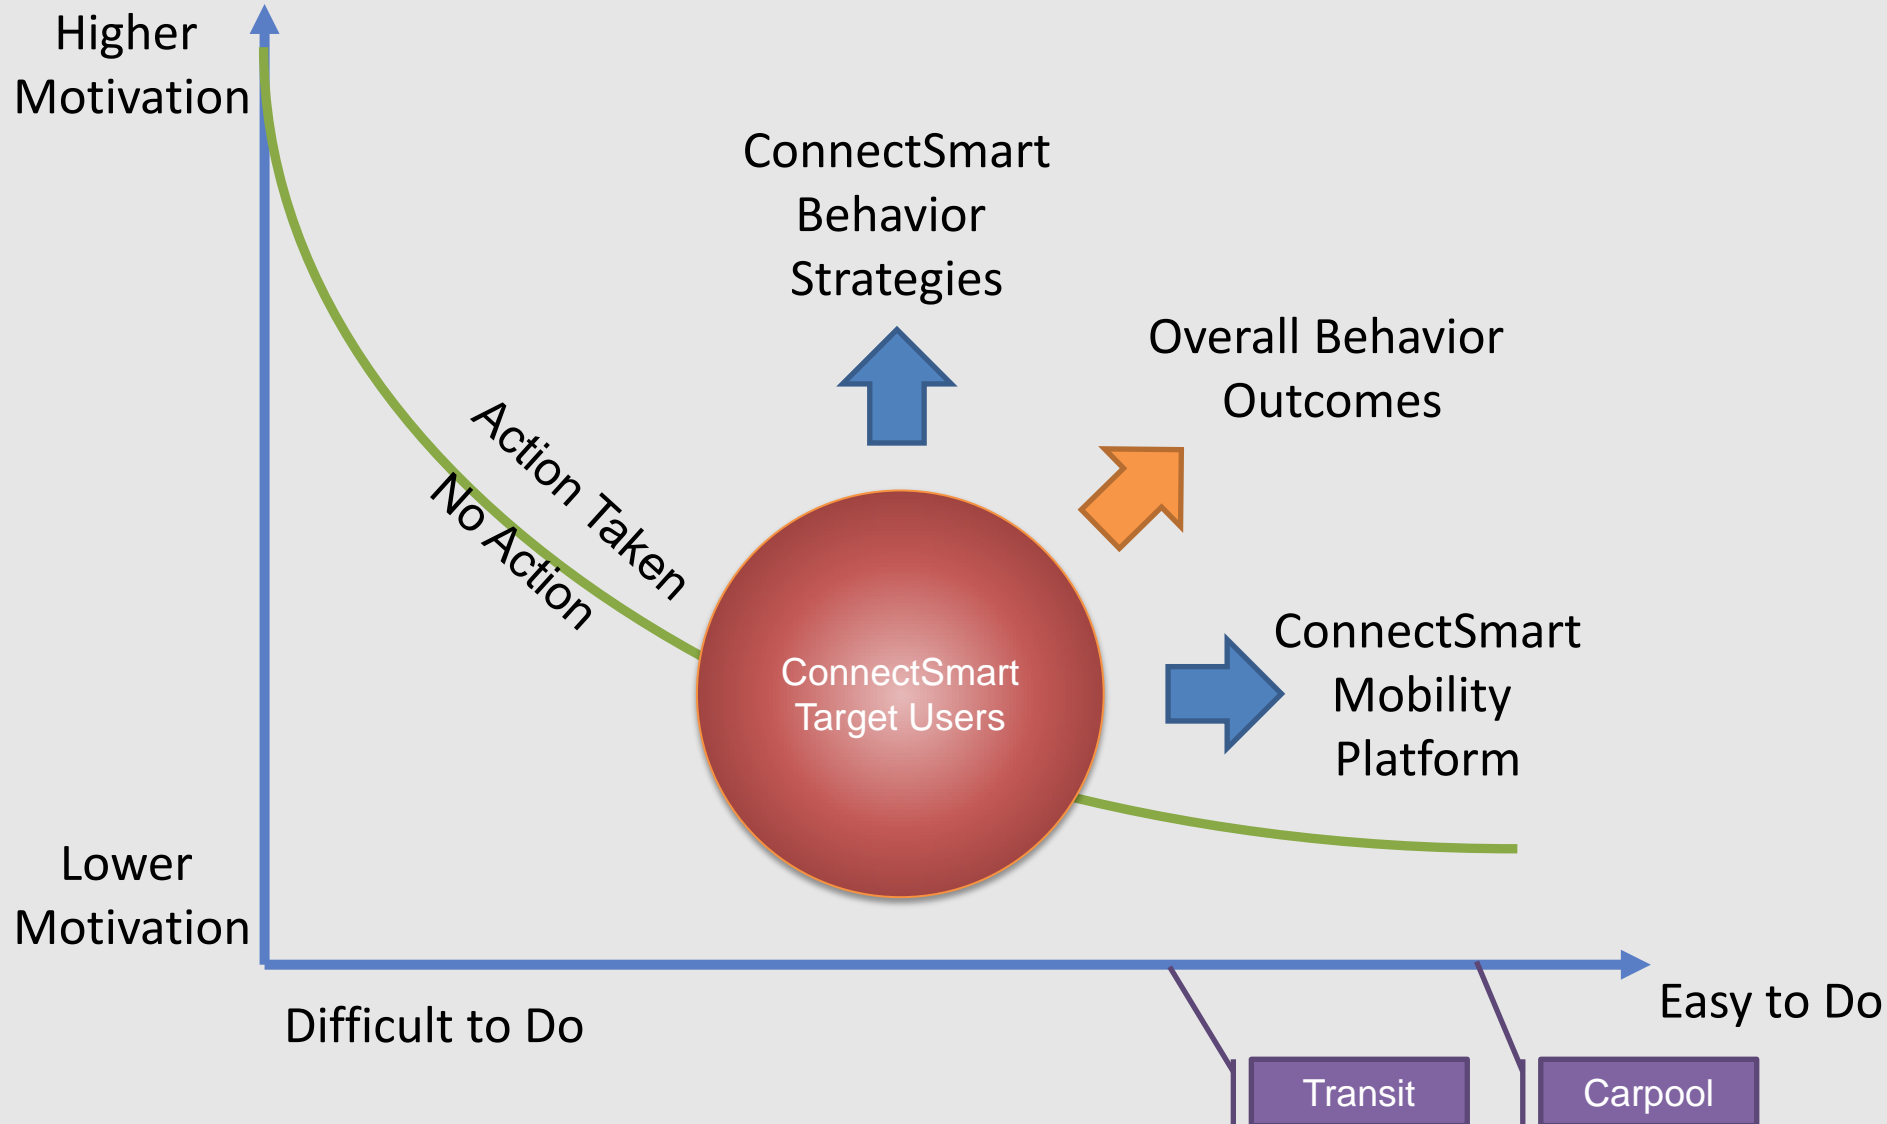 Higher
Motivation
ConnectSmart
Behavior
Strategies
Overall Behavior
Outcomes
Action Taken
No Action
ConnectSmart
Target Users
ConnectSmart
Mobility
Platform
Lower
Motivation
Difficult to Do
Easy to Do
Transit
Carpool